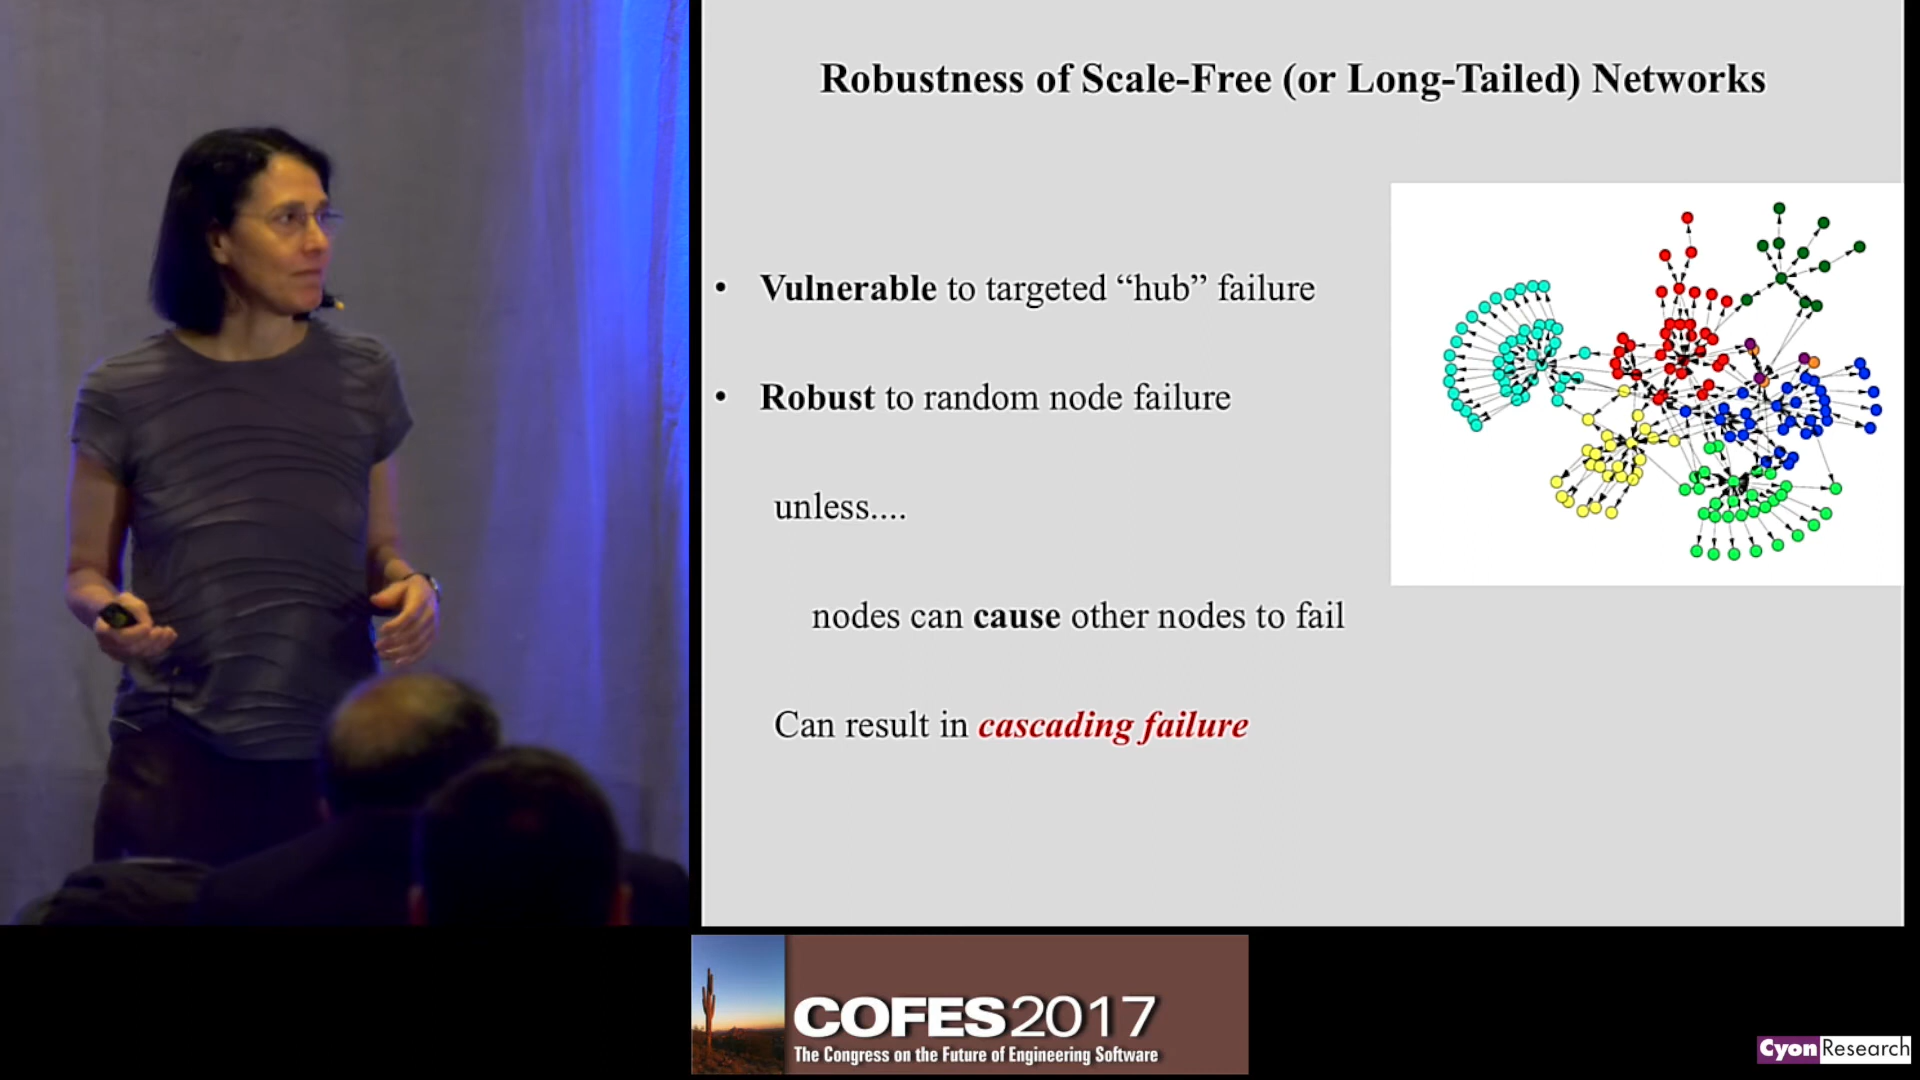 Robustness of Scale-Free (or Long-Tailed) Networks
• Vulnerable to targeted “hub” failure
• Robust to random node failure
unless....
nodes can cause other nodes to fail
Can result in cascading failure
COFES2017
The Congress on the Future of Engineering Software
CyonResearch